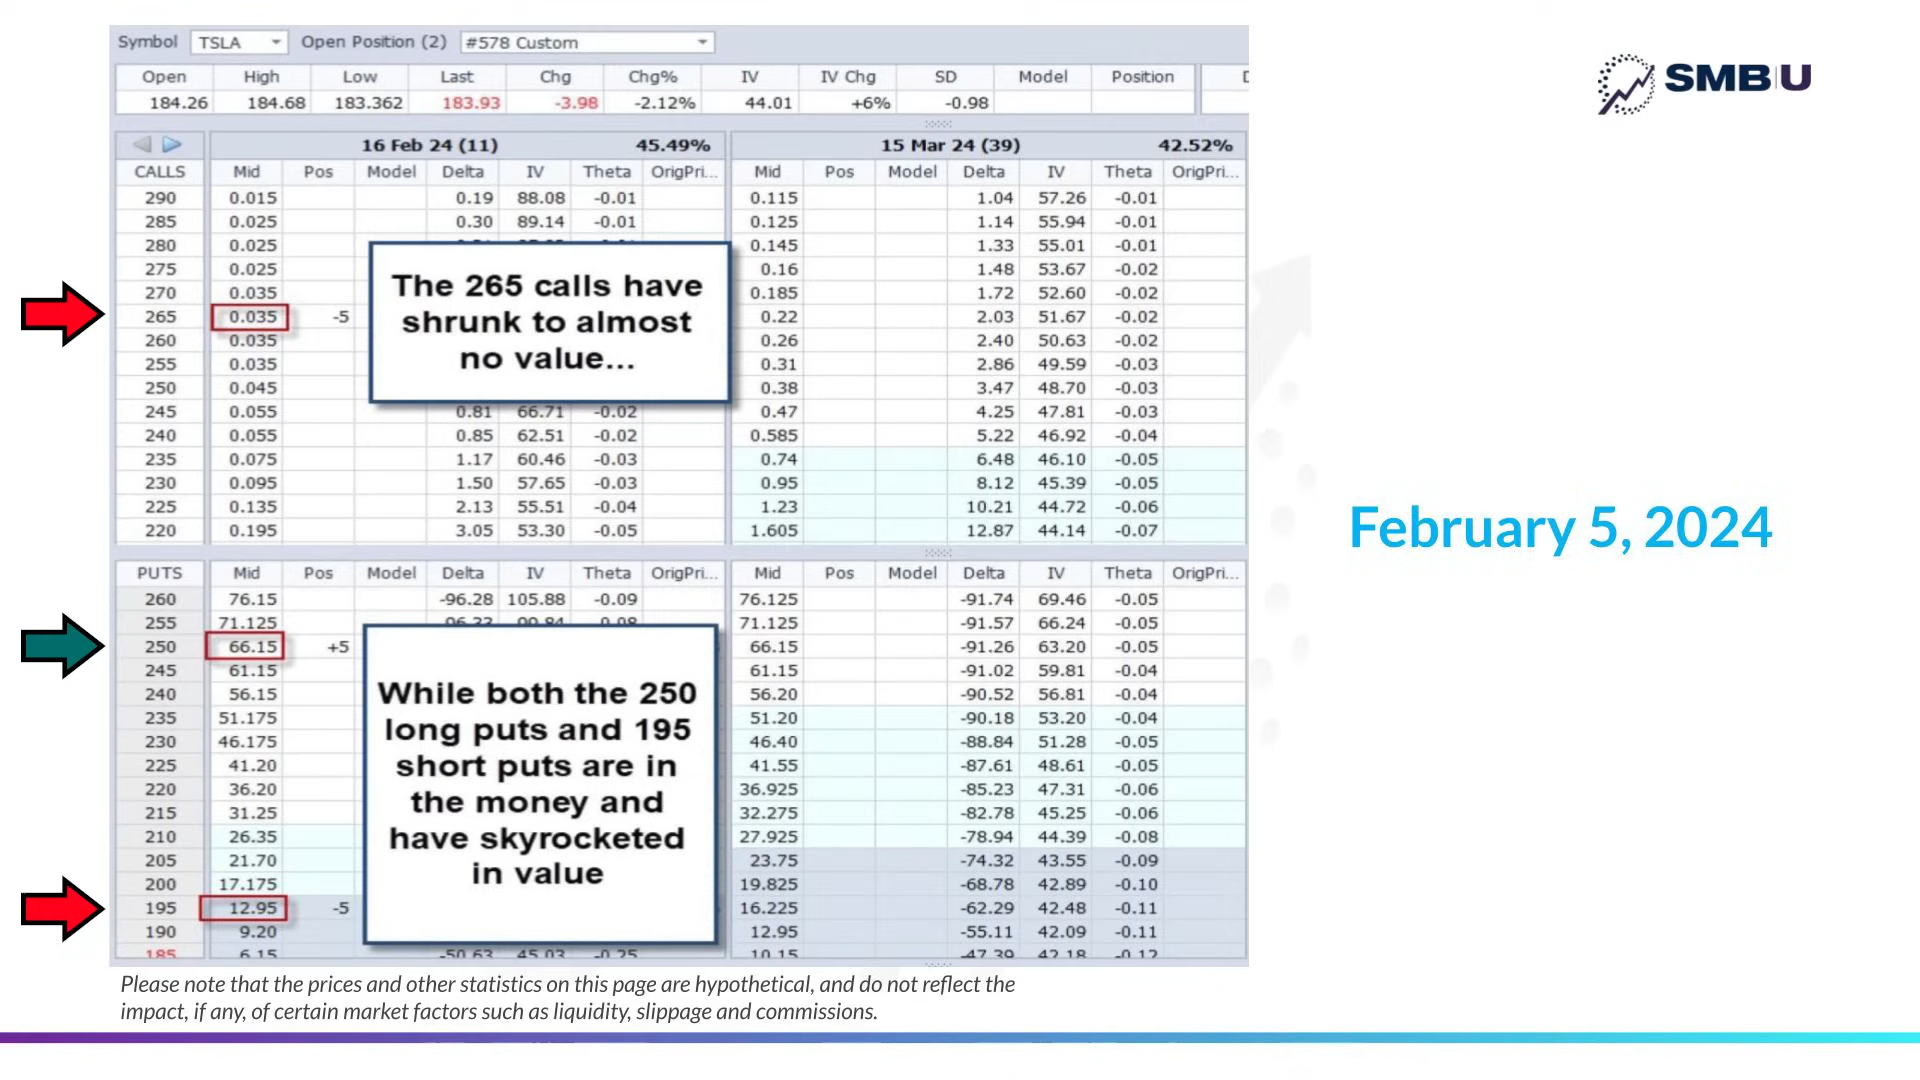 Symbol TSLA Open Position (2) #578 Custom
Open High Low Last Chg Chg% IV IV Chg SD Model Position
184.26 184.68 183.362 183.93 -3.98 -2.12% 44.01 +6% -0.98
16 Feb 24 (11) 45.49% 15 Mar 24 (39) 42.52%
CALLS Mid Pos Model Delta IV Theta OrigPri... Mid Pos Model Delta IV Theta OrigPri...
290 0.015 0.19 88.08 -0.01 0.115 1.04 57.26 -0.01
285 0.025 0.30 89.14 -0.01 0.125 1.14 55.94 -0.01
280 0.025 0.145 1.33 55.01 -0.01
275 0.025 0.16 1.48 53.67 -0.02
270 0.035 0.185 1.72 52.60 -0.02
265 0.035 -5 0.22 2.03 51.67 -0.02
260 0.035 0.26 2.40 50.63 -0.02
255 0.035 0.31 2.86 49.59 -0.03
250 0.045 0.38 3.47 48.70 -0.03
245 0.055 0.81 66.71 -0.02 0.47 4.25 47.81 -0.03
240 0.055 0.85 62.51 -0.02 0.585 5.22 46.92 -0.04
235 0.075 1.17 60.46 -0.03 0.74 6.48 46.10 -0.05
230 0.095 1.50 57.65 -0.03 0.95 8.12 45.39 -0.05
225 0.135 2.13 55.51 -0.04 1.23 10.21 44.72 -0.06
220 0.195 3.05 53.30 -0.05 1.605 12.87 44.14 -0.07
The 265 calls have
shrunk to almost
no value...
PUTS Mid Pos Model Delta IV Theta OrigPri... Mid Pos Model Delta IV Theta OrigPri...
260 76.15 -96.28 105.88 -0.09 76.125 -91.74 69.46 -0.05
255 71.125 71.125 -91.57 66.24 -0.05
250 66.15 +5 66.15 -91.26 63.20 -0.05
245 61.15 61.15 -91.02 59.81 -0.04
240 56.15 56.20 -90.52 56.81 -0.04
235 51.175 51.20 -90.18 53.20 -0.04
230 46.175 46.40 -88.84 51.28 -0.05
225 41.20 41.55 -87.61 48.61 -0.05
220 36.20 36.925 -85.23 47.31 -0.06
215 31.25 32.275 -82.78 45.25 -0.06
210 26.35 27.925 -78.94 44.39 -0.08
205 21.70 23.75 -74.32 43.55 -0.09
200 17.175 19.825 -68.78 42.89 -0.10
195 12.95 -5 16.225 -62.29 42.48 -0.11
190 9.20 12.95 -55.11 42.09 -0.11
185 6.15 -50.63 45.03 -0.25 10.15 -47.39 42.18 -0.12
While both the 250
long puts and 195
short puts are in
the money and
have skyrocketed
in value
SMB U
February 5, 2024
Please note that the prices and other statistics on this page are hypothetical, and do not reflect the
impact, if any, of certain market factors such as liquidity, slippage and commissions.